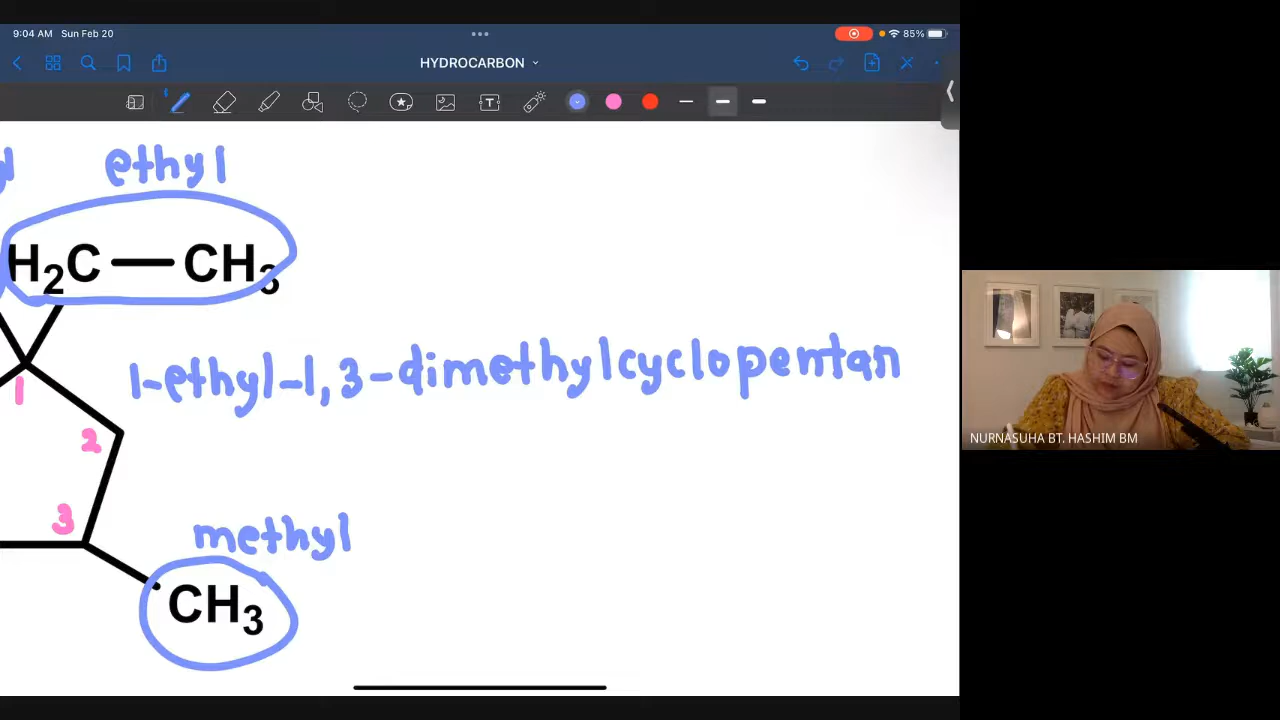 9:04 AM Sun Feb 20
85%
HYDROCARBON
ethyl
H₂C — CH₃
1-ethyl-1,3-dimethylcyclopentan
1
2
3
methyl
CH₃
NURNASUHA BT. HASHIM BM